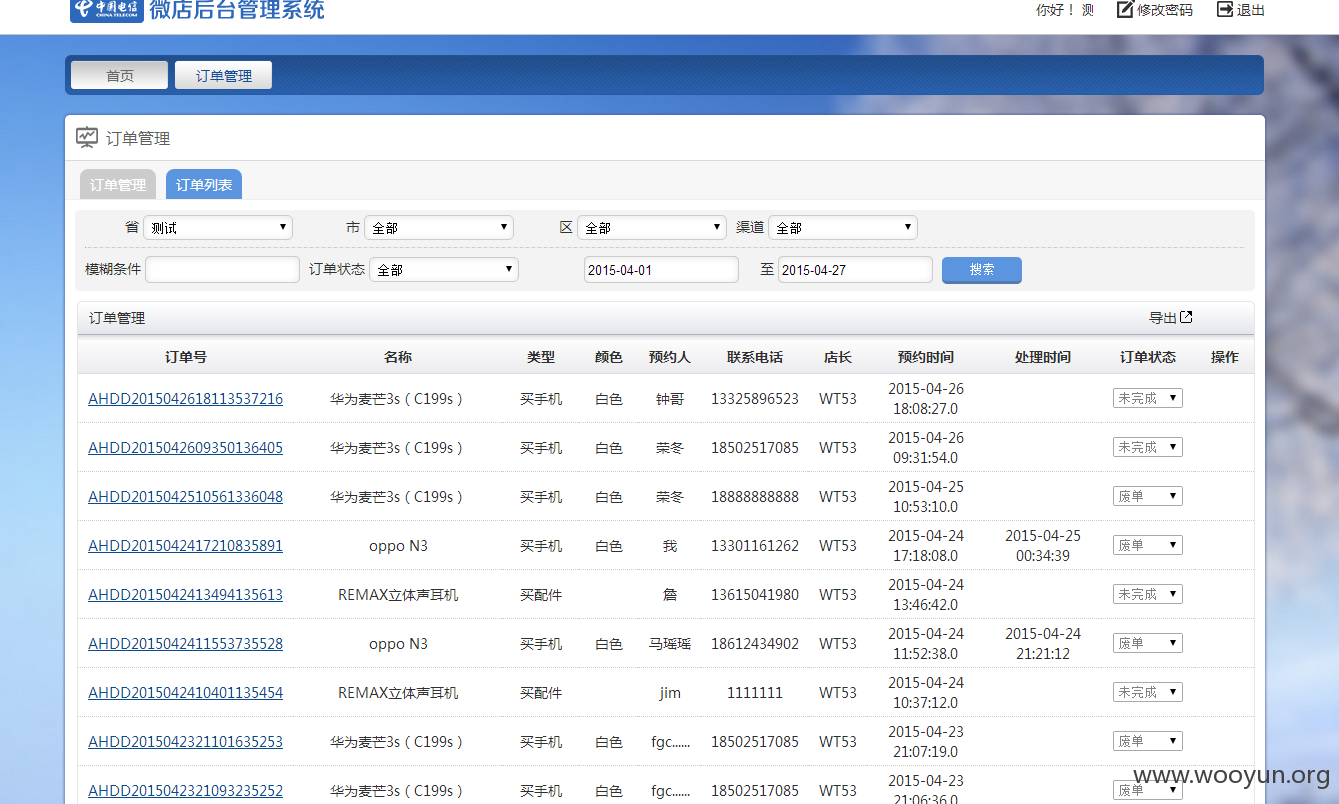 中国电信 CHINA TELECOM 微店后台管理系统 你好！ 测 修改密码 退出
首页 订单管理
订单管理
订单管理 订单列表
省 测试 市 全部 区 全部 渠道 全部
模糊条件 订单状态 全部 2015-04-01 至 2015-04-27 搜索
订单管理 导出
订单号 名称 类型 颜色 预约人 联系电话 店长 预约时间 处理时间 订单状态 操作
AHDD2015042618113537216 华为麦芒3s（C199s） 买手机 白色 钟哥 13325896523 WT53 2015-04-26 18:08:27.0 未完成
AHDD2015042609350136405 华为麦芒3s（C199s） 买手机 白色 荣冬 18502517085 WT53 2015-04-26 09:31:54.0 未完成
AHDD2015042510561336048 华为麦芒3s（C199s） 买手机 白色 荣冬 18888888888 WT53 2015-04-25 10:53:10.0 废单
AHDD2015042417210835891 oppo N3 买手机 白色 我 13301161262 WT53 2015-04-24 17:18:08.0 2015-04-25 00:34:39 废单
AHDD2015042413494135613 REMAX立体声耳机 买配件 詹 13615041980 WT53 2015-04-24 13:46:42.0 未完成
AHDD2015042411553735528 oppo N3 买手机 白色 马瑶瑶 18612434902 WT53 2015-04-24 11:52:38.0 2015-04-24 21:21:12 废单
AHDD2015042410401135454 REMAX立体声耳机 买配件 jim 1111111 WT53 2015-04-24 10:37:12.0 未完成
AHDD2015042321101635253 华为麦芒3s（C199s） 买手机 白色 fgc...... 18502517085 WT53 2015-04-23 21:07:19.0 废单
AHDD2015042321093235252 华为麦芒3s（C199s） 买手机 白色 fgc...... 18502517085 WT53 2015-04-23 21:06:36.0 废单
www.wooyun.org